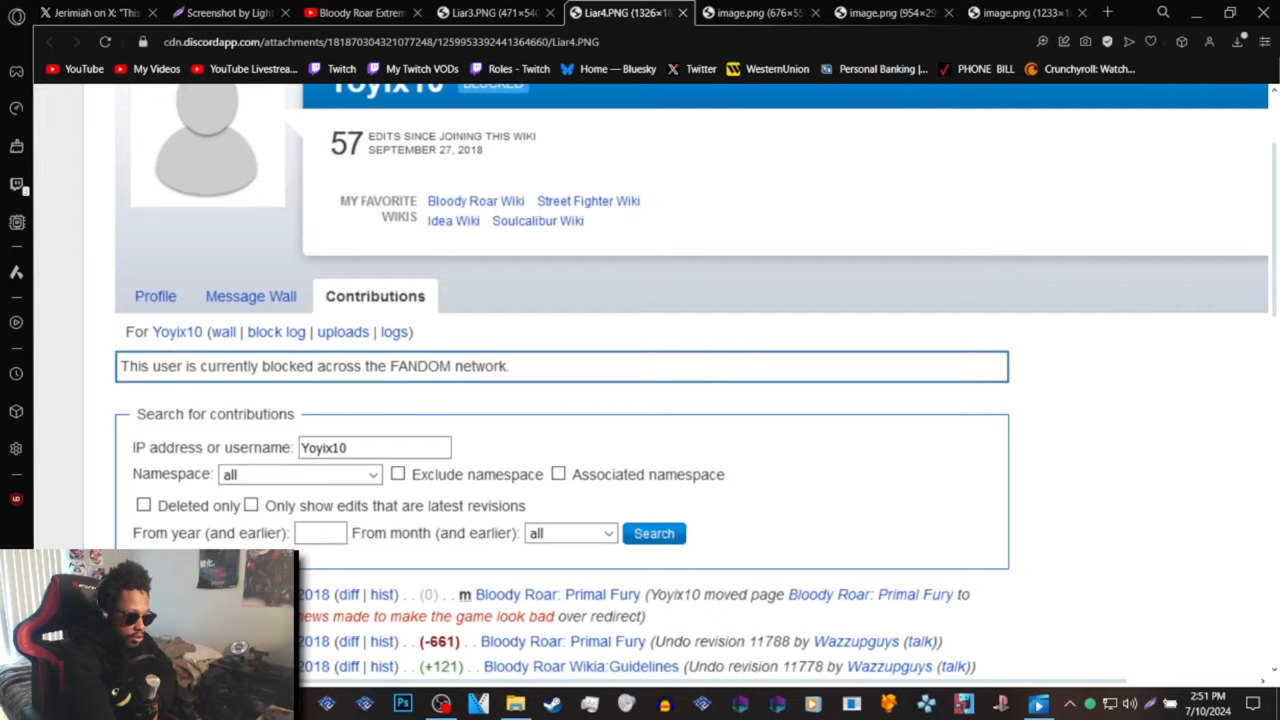 Jerimiah on X: "This
Screenshot by Light
Bloody Roar Extrem
Liar3.PNG (471×54
Liar4.PNG (1326×18
image.png (676×55
image.png (954×29
image.png (1233×1
cdn.discordapp.com/attachments/181870304321077248/1259953392441364660/Liar4.PNG
YouTube My Videos YouTube Livestrea... Twitch My Twitch VODs Roles - Twitch Home — Bluesky Twitter WesternUnion Personal Banking |... PHONE BILL Crunchyroll: Watch...
Yoyix10 BLOCKED
57 EDITS SINCE JOINING THIS WIKI
SEPTEMBER 27, 2018
MY FAVORITE WIKIS
Bloody Roar Wiki Street Fighter Wiki
Idea Wiki Soulcalibur Wiki
Profile Message Wall Contributions
For Yoyix10 (wall | block log | uploads | logs)
This user is currently blocked across the FANDOM network.
Search for contributions
IP address or username: Yoyix10
Namespace: all Exclude namespace Associated namespace
Deleted only Only show edits that are latest revisions
From year (and earlier): From month (and earlier): all Search
2018 (diff | hist) . . (0) . . m Bloody Roar: Primal Fury (Yoyix10 moved page Bloody Roar: Primal Fury to
ews made to make the game look bad over redirect)
2018 (diff | hist) . . (-661) . . Bloody Roar: Primal Fury (Undo revision 11788 by Wazzupguys (talk))
2018 (diff | hist) . . (+121) . . Bloody Roar Wikia:Guidelines (Undo revision 11778 by Wazzupguys (talk))
2:51 PM
7/10/2024